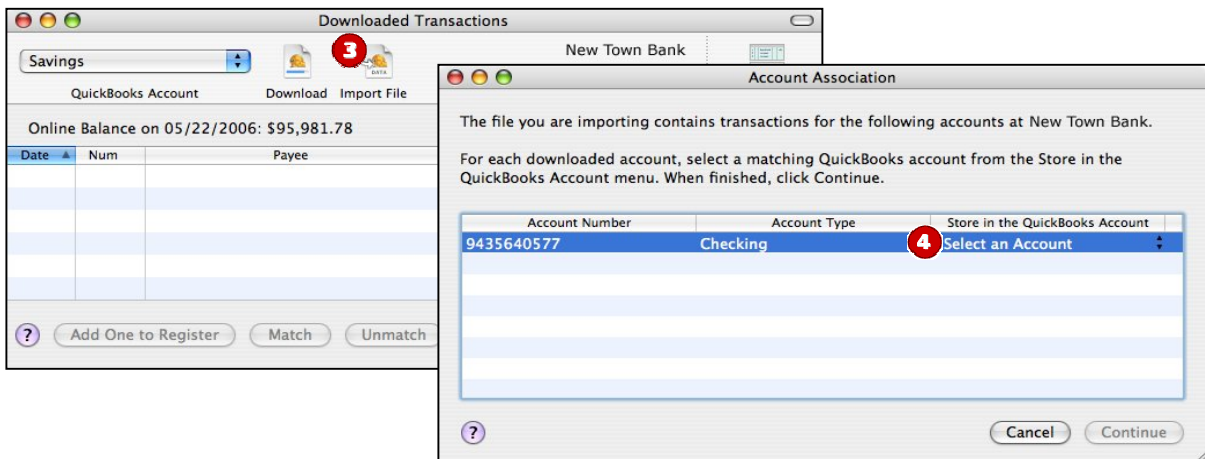 Downloaded Transactions
Savings
3
DATA
New Town Bank
QuickBooks Account
Download
Import File
Online Balance on 05/22/2006: $95,981.78
Date
Num
Payee
?
Add One to Register
Match
Unmatch
Account Association
The file you are importing contains transactions for the following accounts at New Town Bank.
For each downloaded account, select a matching QuickBooks account from the Store in the
QuickBooks Account menu. When finished, click Continue.
Account Number
Account Type
Store in the QuickBooks Account
9435640577
Checking
4
Select an Account
?
Cancel
Continue